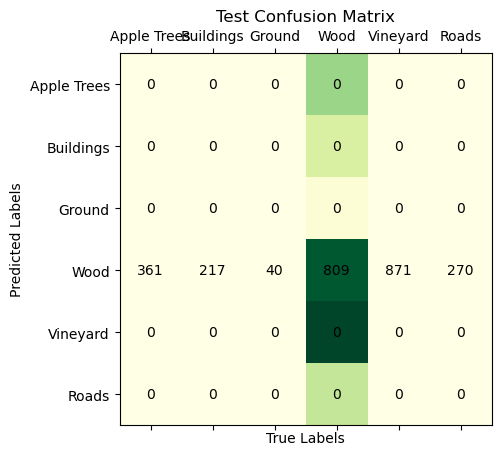 Test Confusion Matrix
Apple Trees Buildings Ground Wood Vineyard Roads
Apple Trees 0 0 0 0 0 0
Buildings 0 0 0 0 0 0
Ground 0 0 0 0 0 0
Wood 361 217 40 809 871 270
Vineyard 0 0 0 0 0 0
Roads 0 0 0 0 0 0
Predicted Labels
True Labels